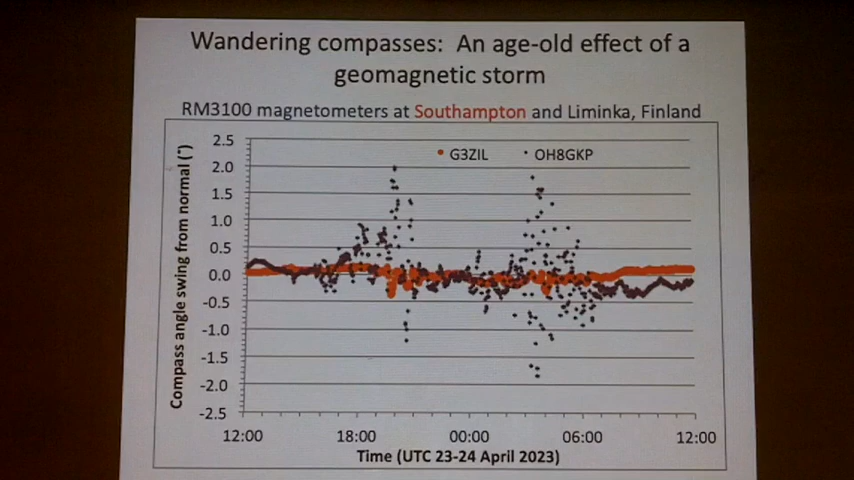 Wandering compasses: An age-old effect of a
geomagnetic storm
RM3100 magnetometers at Southampton and Liminka, Finland
G3ZIL OH8GKP
Compass angle swing from normal (°)
2.5
2.0
1.5
1.0
0.5
0.0
-0.5
-1.0
-1.5
-2.0
-2.5
12:00 18:00 00:00 06:00 12:00
Time (UTC 23-24 April 2023)